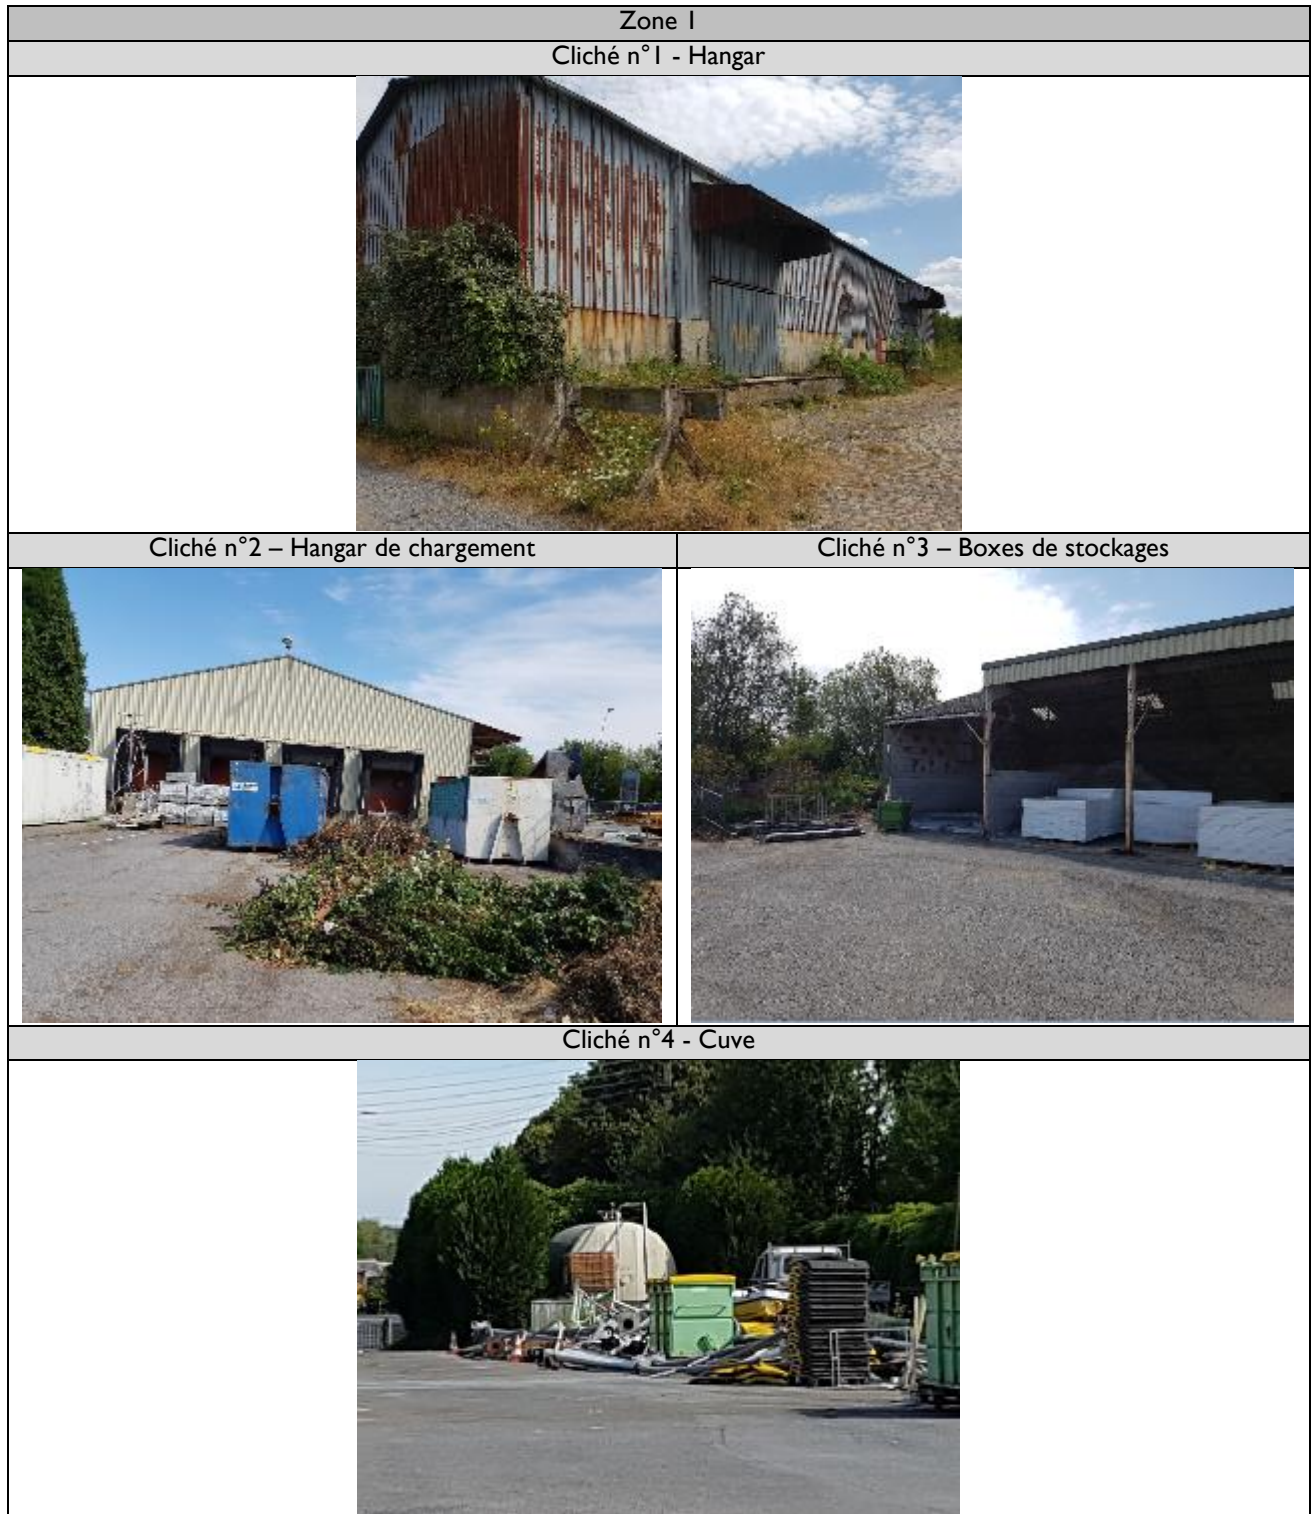 Zone 1
Cliché n°1 - Hangar
Cliché n°2 – Hangar de chargement
Cliché n°3 – Boxes de stockages
Cliché n°4 - Cuve